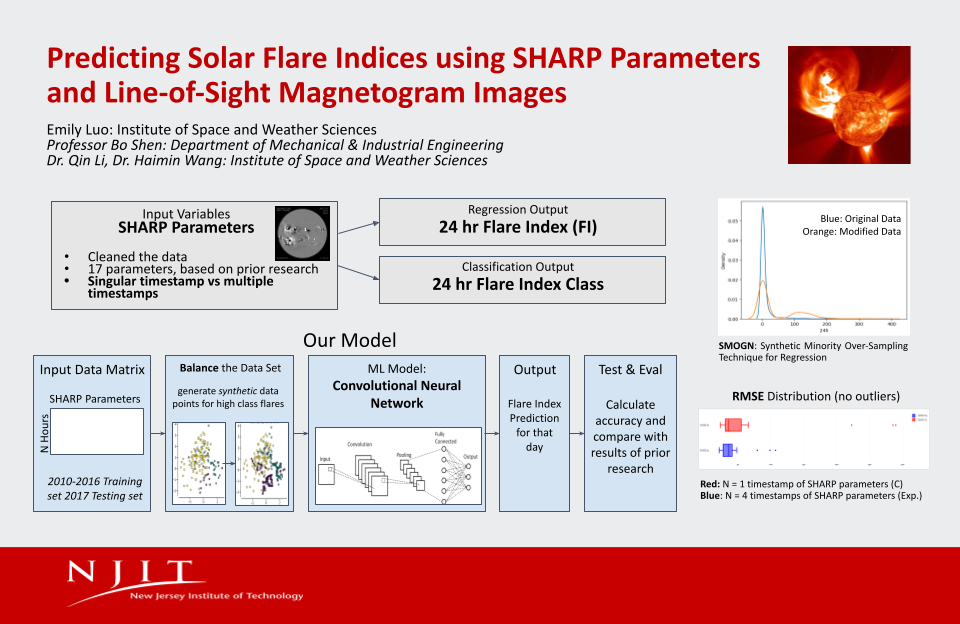 Predicting Solar Flare Indices using SHARP Parameters
and Line-of-Sight Magnetogram Images
Emily Luo: Institute of Space and Weather Sciences
Professor Bo Shen: Department of Mechanical & Industrial Engineering
Dr. Qin Li, Dr. Haimin Wang: Institute of Space and Weather Sciences
Input Variables
SHARP Parameters
• Cleaned the data
• 17 parameters, based on prior research
• Singular timestamp vs multiple
timestamps
Regression Output
24 hr Flare Index (FI)
Classification Output
24 hr Flare Index Class
Blue: Original Data
Orange: Modified Data
Density
0.05
0.04
0.03
0.02
0.01
0.00
0 100 200 300 400
SMOGN: Synthetic Minority Over-Sampling
Technique for Regression
Our Model
Input Data Matrix
SHARP Parameters
N Hours
2010-2016 Training
set 2017 Testing set
Balance the Data Set
generate synthetic data
points for high class flares
ML Model:
Convolutional Neural
Network
Input
Convolution
Pooling
Fully
Connected
Output
Output
Flare Index
Prediction
for that
day
Test & Eval
Calculate
accuracy and
compare with
results of prior
research
RMSE Distribution (no outliers)
Red: N = 1 timestamp of SHARP parameters (C)
Blue: N = 4 timestamps of SHARP parameters (Exp.)
NJIT
New Jersey Institute of Technology